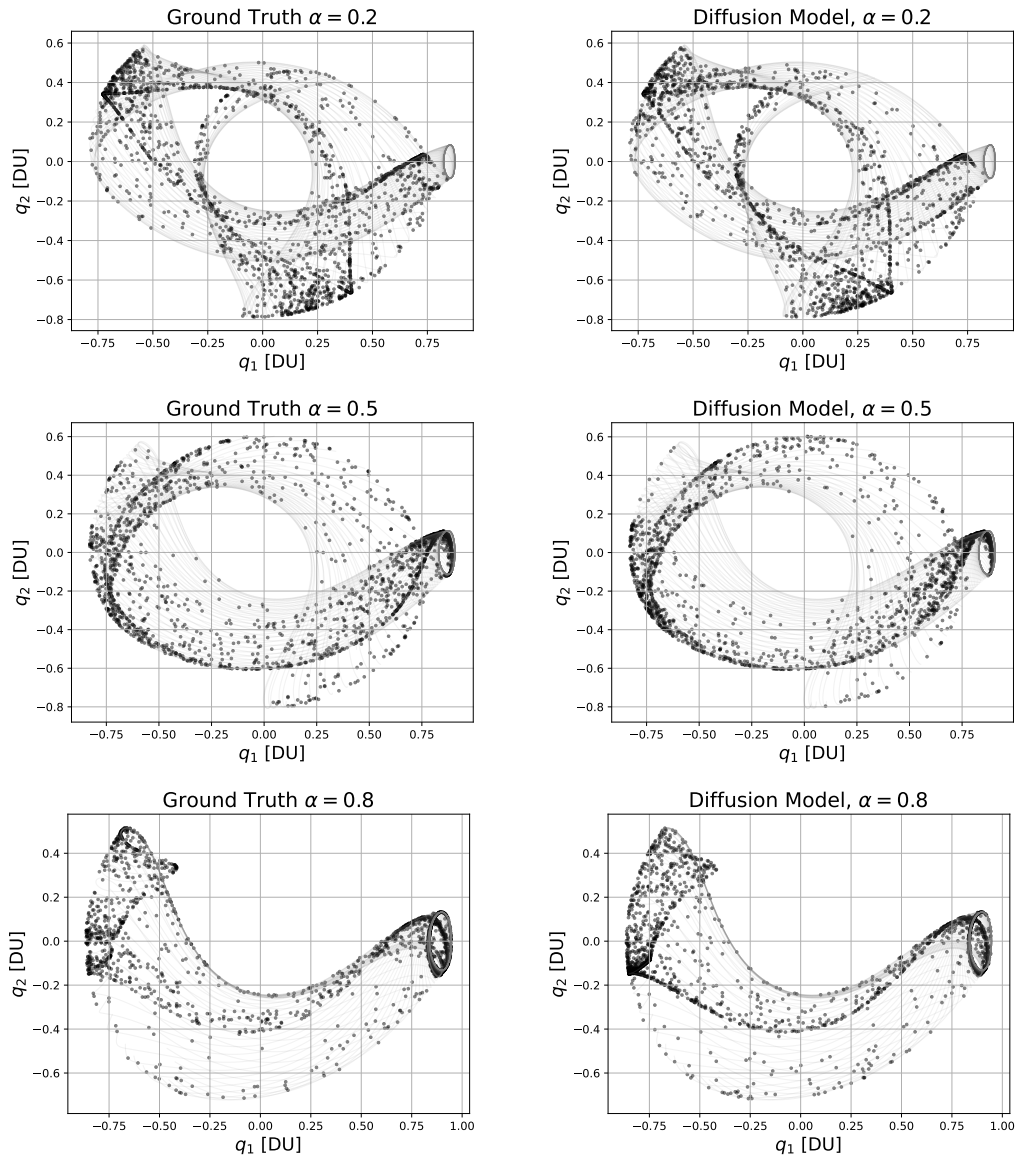 Ground Truth α = 0.2
0.6
0.4
0.2
0.0
−0.2
−0.4
−0.6
−0.8
q₂ [DU]
−0.75 −0.50 −0.25 0.00 0.25 0.50 0.75
q₁ [DU]
Diffusion Model, α = 0.2
0.6
0.4
0.2
0.0
−0.2
−0.4
−0.6
−0.8
q₂ [DU]
−0.75 −0.50 −0.25 0.00 0.25 0.50 0.75
q₁ [DU]
Ground Truth α = 0.5
0.6
0.4
0.2
0.0
−0.2
−0.4
−0.6
−0.8
q₂ [DU]
−0.75 −0.50 −0.25 0.00 0.25 0.50 0.75
q₁ [DU]
Diffusion Model, α = 0.5
0.6
0.4
0.2
0.0
−0.2
−0.4
−0.6
−0.8
q₂ [DU]
−0.75 −0.50 −0.25 0.00 0.25 0.50 0.75
q₁ [DU]
Ground Truth α = 0.8
0.4
0.2
0.0
−0.2
−0.4
−0.6
q₂ [DU]
−0.75 −0.50 −0.25 0.00 0.25 0.50 0.75 1.00
q₁ [DU]
Diffusion Model, α = 0.8
0.4
0.2
0.0
−0.2
−0.4
−0.6
q₂ [DU]
−0.75 −0.50 −0.25 0.00 0.25 0.50 0.75 1.00
q₁ [DU]